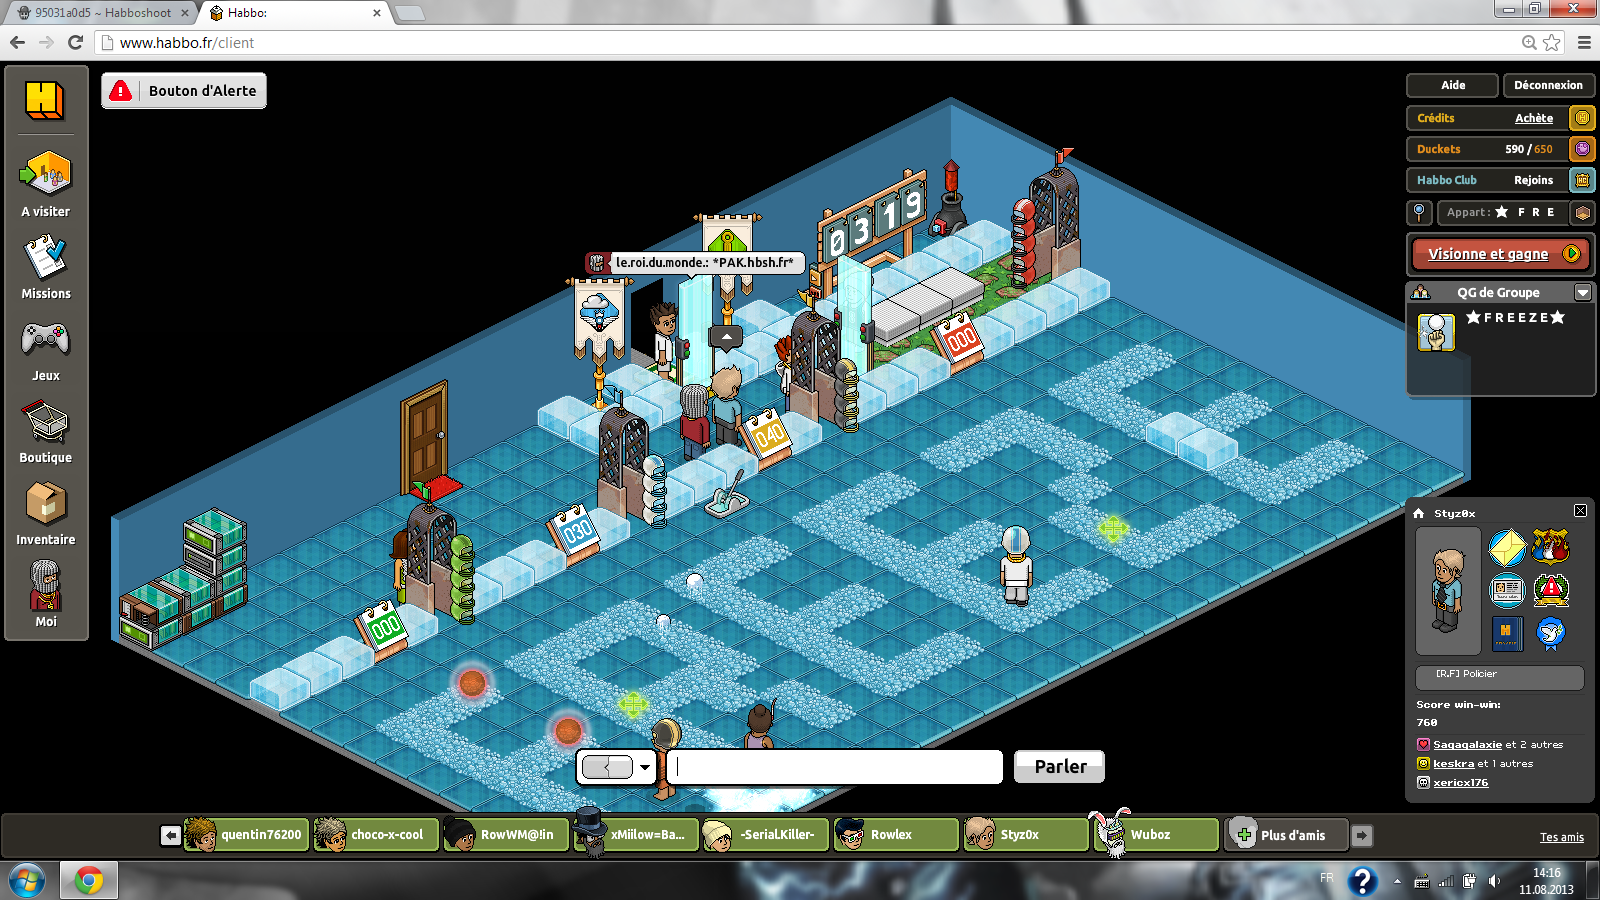 95031a0d5 ~ Habboshoot
Habbo:
www.habbo.fr/client
Bouton d'Alerte
Aide
Déconnexion
Crédits
Achète
Duckets
590 / 650
Habbo Club
Rejoins
Appart : ★ F R E
Visionne et gagne
QG de Groupe
★ F R E E Z E ★
A visiter
Missions
Jeux
Boutique
Inventaire
Moi
0319
le.roi.du.monde.: *PAK.hbsh.fr*
000
040
030
000
Styz0x
[R.F] Policier
Score win-win:
760
Sagagalaxie et 2 autres
keskra et 1 autres
xericx176
Parler
quentin76200
choco-x-cool
RowWM@!in
xMiilow=Ba...
-Serial.Killer-
Rowlex
Styz0x
Wuboz
Plus d'amis
Tes amis
FR
14:16
11.08.2013